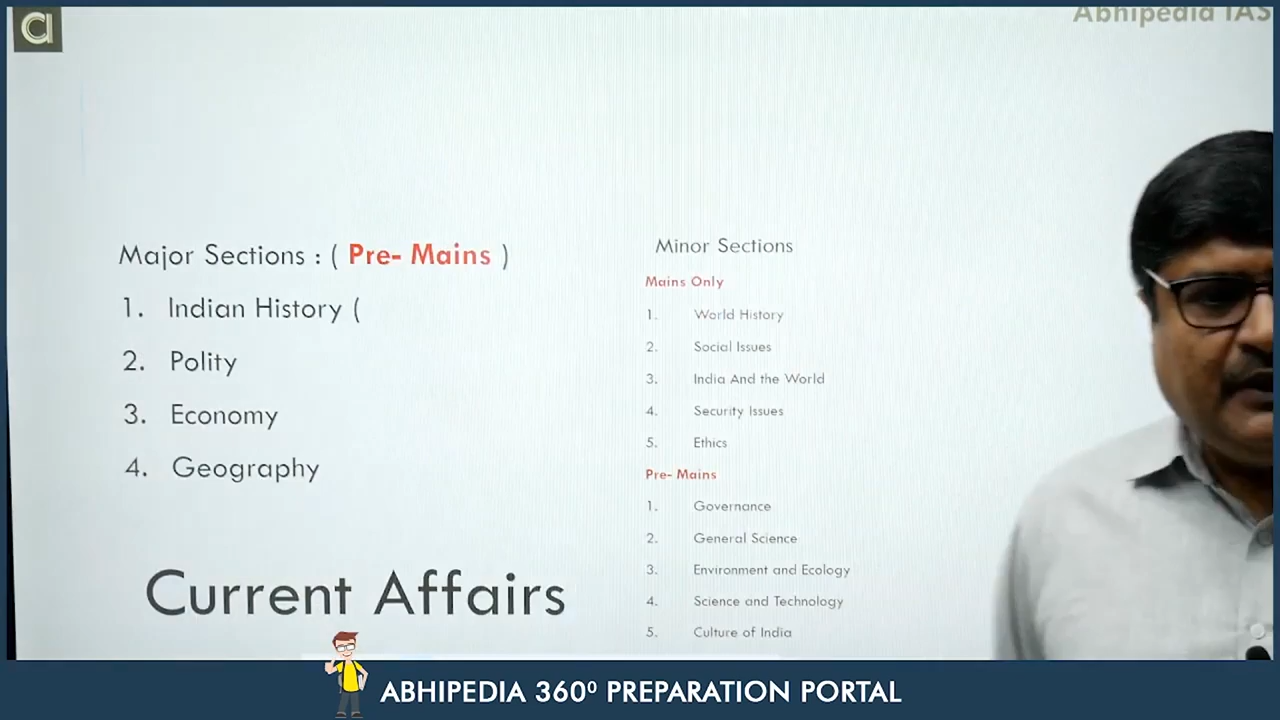 Abhipedia IAS
Major Sections : ( Pre- Mains )
1. Indian History (
2. Polity
3. Economy
4. Geography
Current Affairs
Minor Sections
Mains Only
1. World History
2. Social Issues
3. India And the World
4. Security Issues
5. Ethics
Pre- Mains
1. Governance
2. General Science
3. Environment and Ecology
4. Science and Technology
5. Culture of India
ABHIPEDIA 360⁰ PREPARATION PORTAL